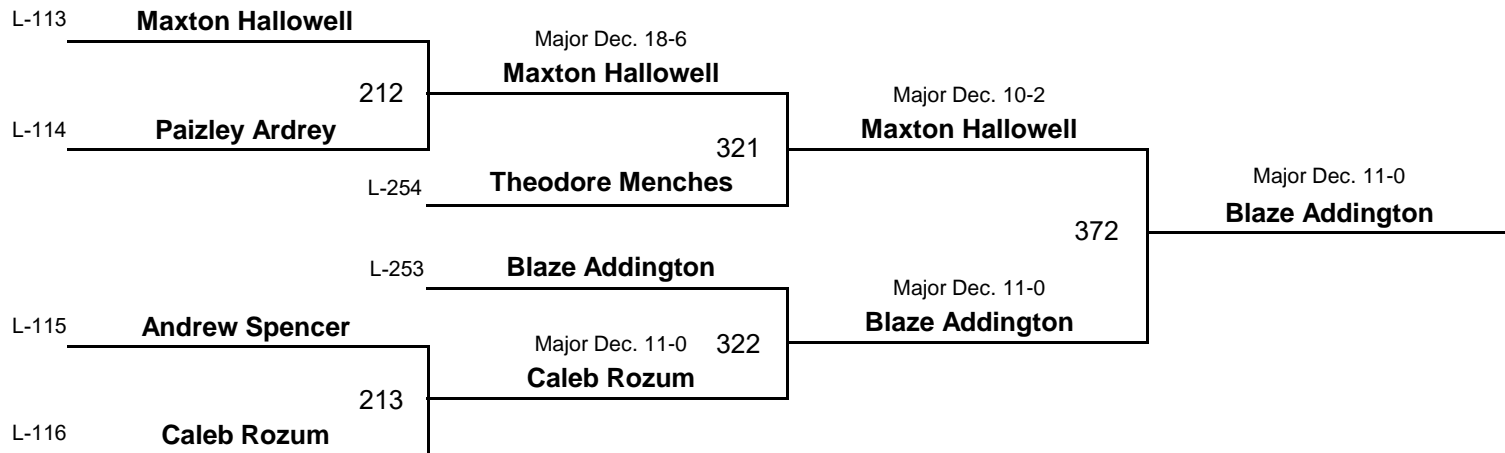 L-113
Maxton Hallowell
Major Dec. 18-6
Maxton Hallowell
212
Major Dec. 10-2
Maxton Hallowell
L-114
Paizley Ardrey
321
L-254
Theodore Menches
Major Dec. 11-0
Blaze Addington
372
L-253
Blaze Addington
Major Dec. 11-0
Blaze Addington
L-115
Andrew Spencer
Major Dec. 11-0
322
Caleb Rozum
213
L-116
Caleb Rozum